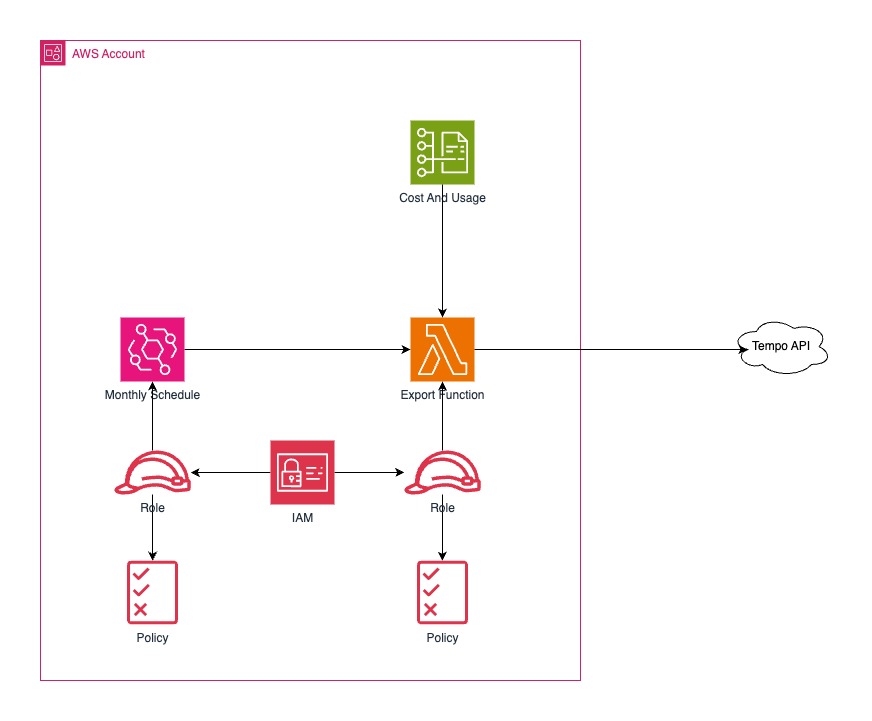 AWS Account
Cost And Usage
Tempo API
Monthly Schedule
Export Function
Role
Role
IAM
Policy
Policy